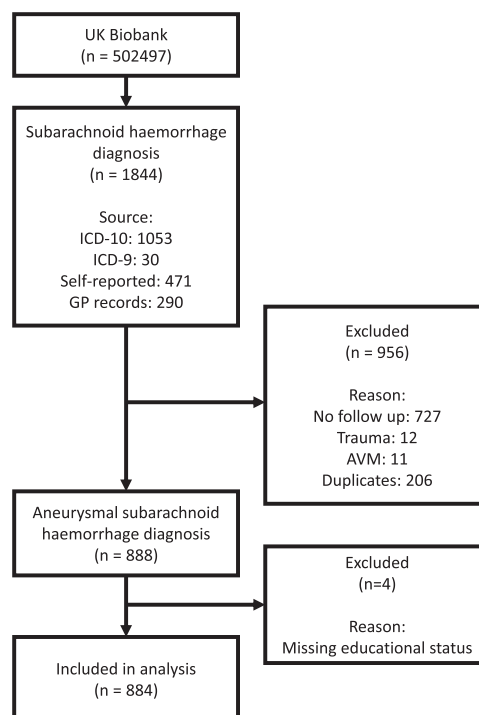 UK Biobank
(n = 502497)
Subarachnoid haemorrhage
diagnosis
(n = 1844)
Source:
ICD-10: 1053
ICD-9: 30
Self-reported: 471
GP records: 290
Excluded
(n = 956)
Reason:
No follow up: 727
Trauma: 12
AVM: 11
Duplicates: 206
Aneurysmal subarachnoid
haemorrhage diagnosis
(n = 888)
Excluded
(n=4)
Reason:
Missing educational status
Included in analysis
(n = 884)